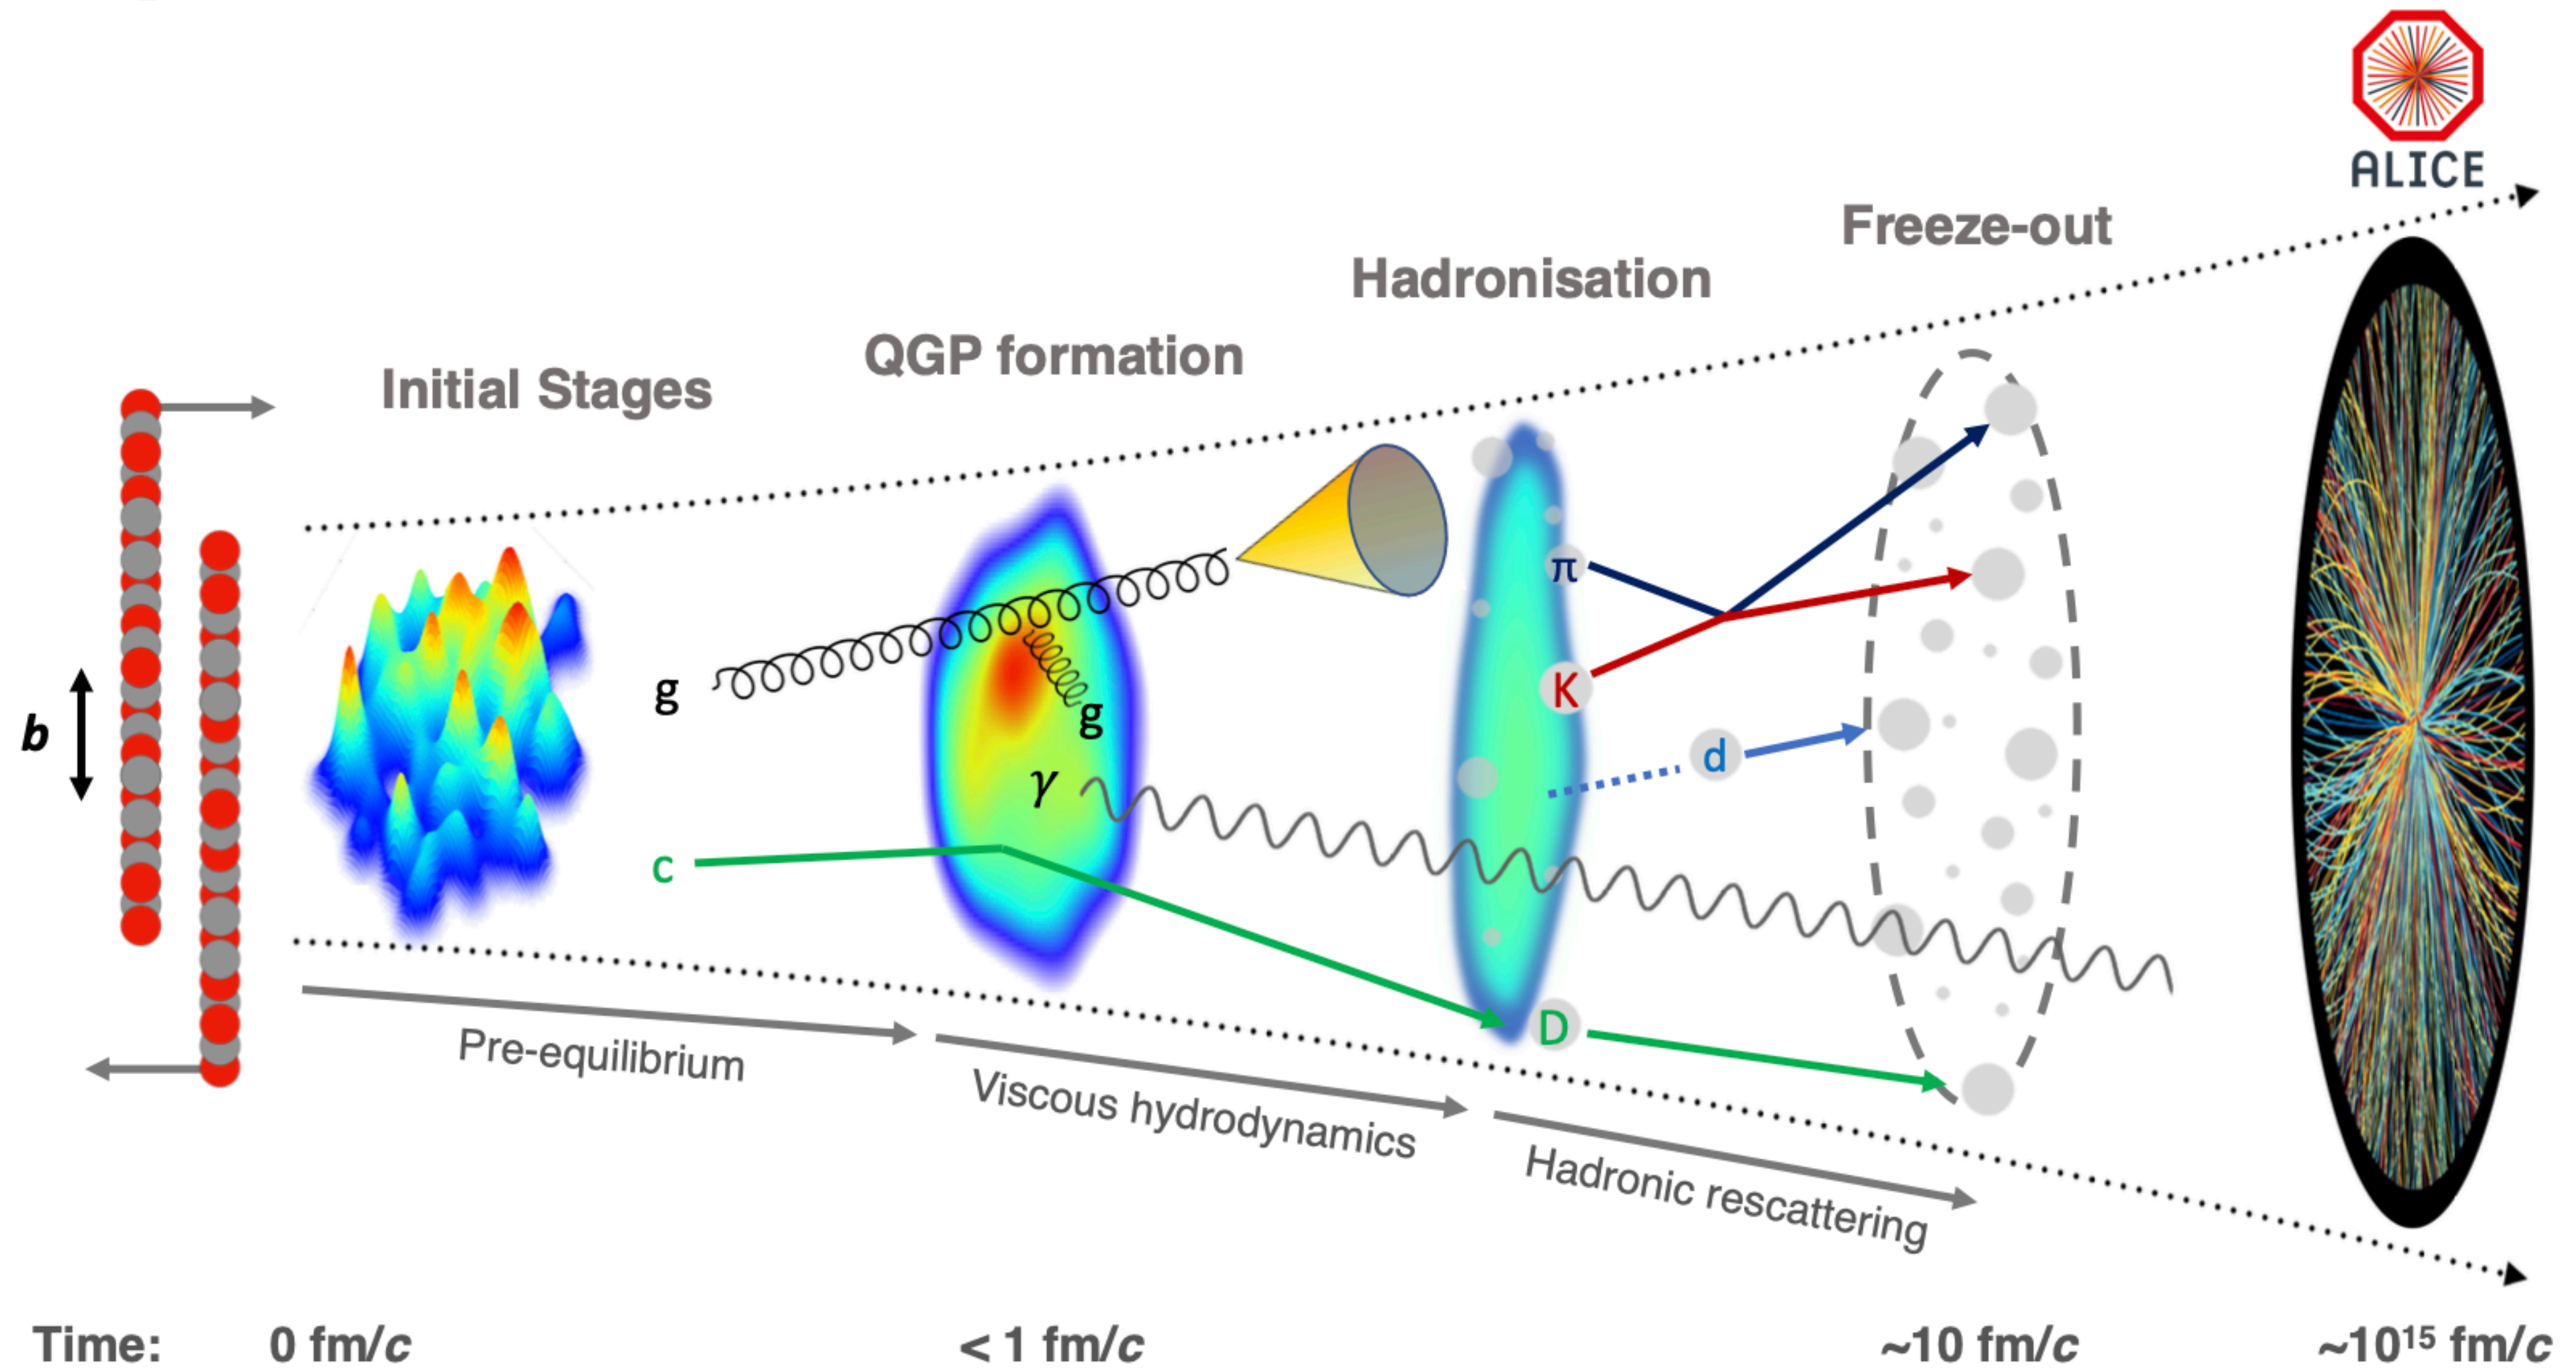 ALICE
Freeze-out
Hadronisation
QGP formation
Initial Stages
b
g
g
γ
c
π
K
d
D
Pre-equilibrium
Viscous hydrodynamics
Hadronic rescattering
Time: 0 fm/c < 1 fm/c ~10 fm/c ~10¹⁵ fm/c